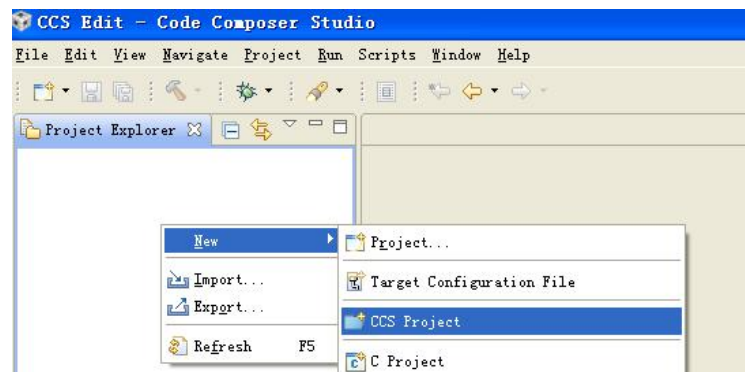 CCS Edit - Code Composer Studio
File Edit View Navigate Project Run Scripts Window Help
Project Explorer
New
Import...
Export...
Refresh F5
Project...
Target Configuration File
CCS Project
C Project